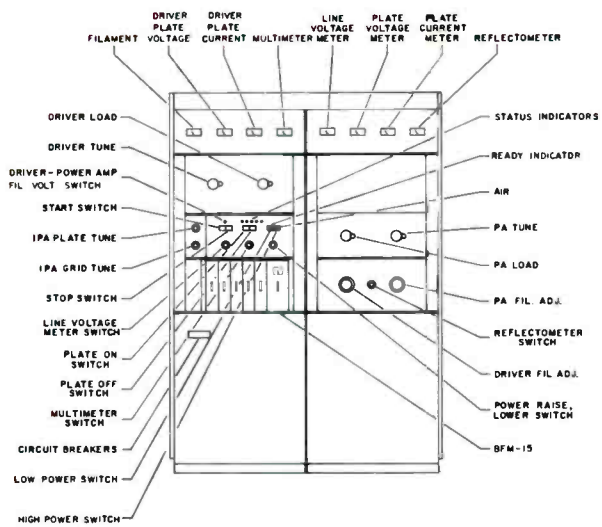 FILAMENT
DRIVER
PLATE
VOLTAGE
DRIVER
PLATE
CURRENT
MULTIMETER
LINE
VOLTAGE
METER
PLATE
VOLTAGE
METER
PLATE
CURRENT
METER
REFLECTOMETER
DRIVER LOAD
DRIVER TUNE
DRIVER-POWER AMP
FIL VOLT SWITCH
START SWITCH
IPA PLATE TUNE
IPA GRID TUNE
STOP SWITCH
LINE VOLTAGE
METER SWITCH
PLATE ON
SWITCH
PLATE OFF
SWITCH
MULTIMETER
SWITCH
CIRCUIT BREAKERS
LOW POWER SWITCH
HIGH POWER SWITCH
STATUS INDICATORS
READY INDICATOR
AIR
PA TUNE
PA LOAD
PA FIL. ADJ.
REFLECTOMETER
SWITCH
DRIVER FIL ADJ.
POWER RAISE,
LOWER SWITCH
BFM-15